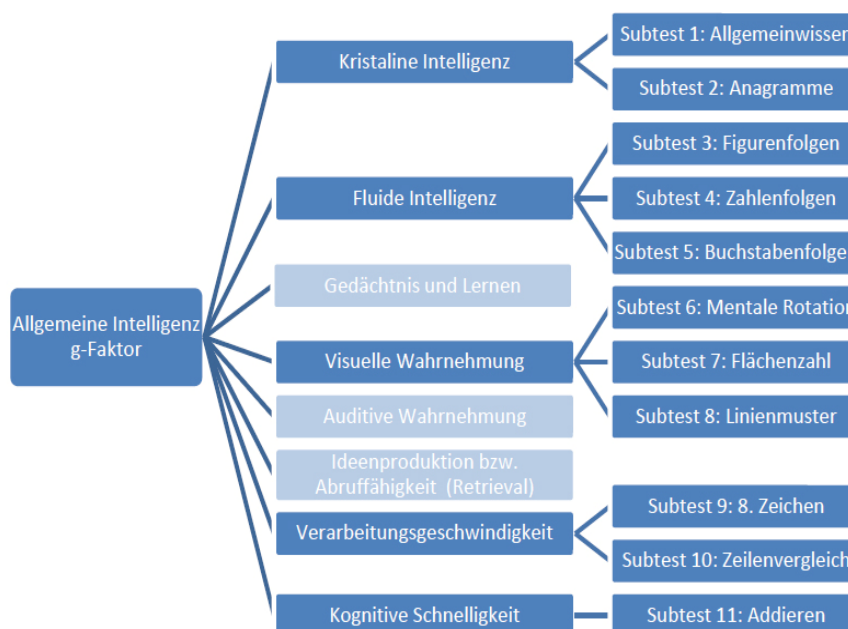 Allgemeine Intelligenz
g-Faktor
Kristaline Intelligenz
Fluide Intelligenz
Gedächtnis und Lernen
Visuelle Wahrnehmung
Auditive Wahrnehmung
Ideenproduktion bzw.
Abruffähigkeit (Retrieval)
Verarbeitungsgeschwindigkeit
Kognitive Schnelligkeit
Subtest 1: Allgemeinwissen
Subtest 2: Anagramme
Subtest 3: Figurenfolgen
Subtest 4: Zahlenfolgen
Subtest 5: Buchstabenfolge
Subtest 6: Mentale Rotation
Subtest 7: Flächenzahl
Subtest 8: Linienmuster
Subtest 9: 8. Zeichen
Subtest 10: Zeilenvergleich
Subtest 11: Addieren